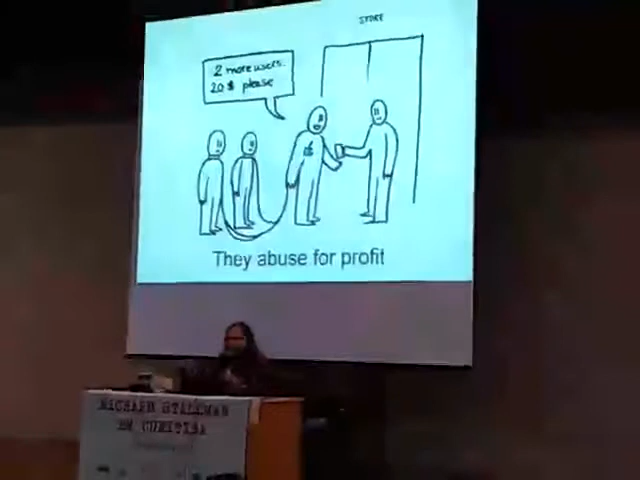 STORE
2 more users.
20 $ please
They abuse for profit
RICHARD STALLMAN
EM CURITIBA